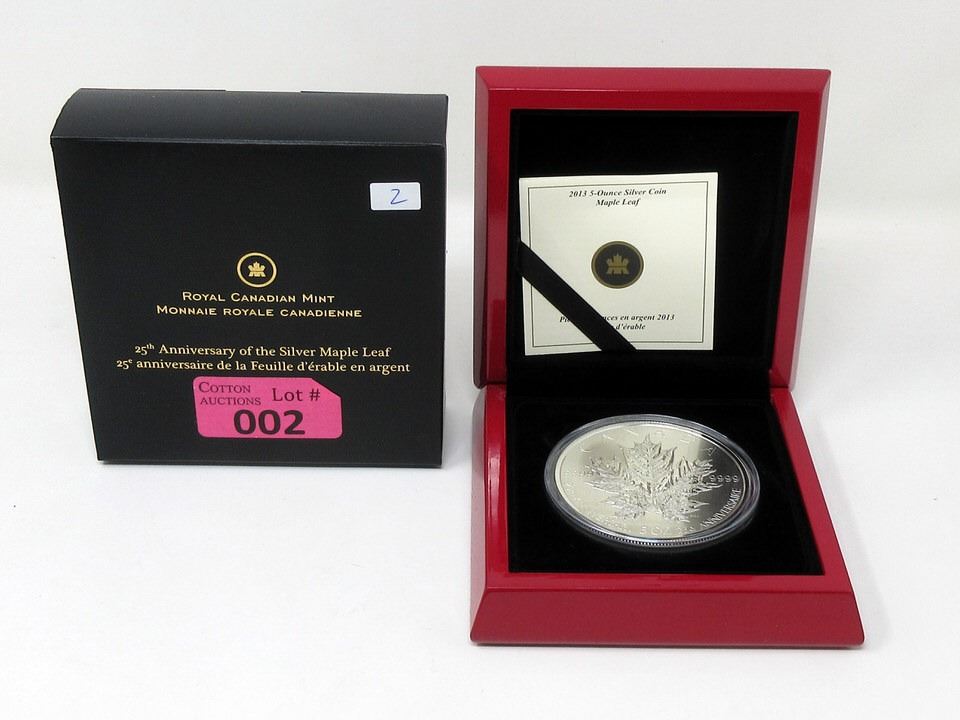 2
ROYAL CANADIAN MINT
MONNAIE ROYALE CANADIENNE
25th Anniversary of the Silver Maple Leaf
25e anniversaire de la Feuille d'érable en argent
COTTON AUCTIONS Lot #
002
2013 5-Ounce Silver Coin
Maple Leaf
en argent 2013
d'érable
9999
5 OZ
ANNIVERSAIRE